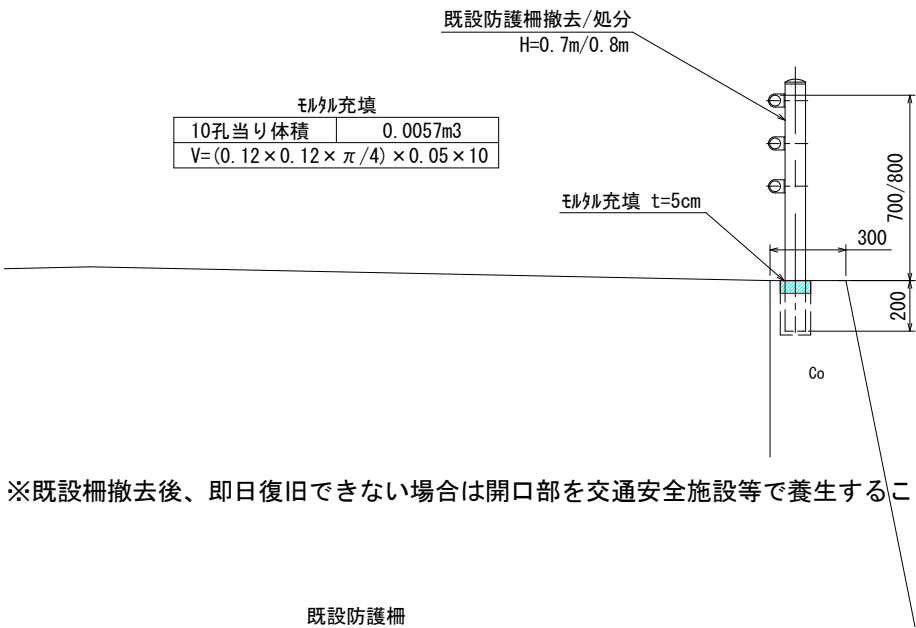 既設防護柵撤去/処分
H=0.7m/0.8m
ﾓﾙﾀﾙ充填
10孔当り体積 0.0057m3
V=(0.12×0.12×π/4)×0.05×10
700/800
ﾓﾙﾀﾙ充填 t=5cm
300
200
Co
※既設柵撤去後、即日復旧できない場合は開口部を交通安全施設等で養生するこ
既設防護柵